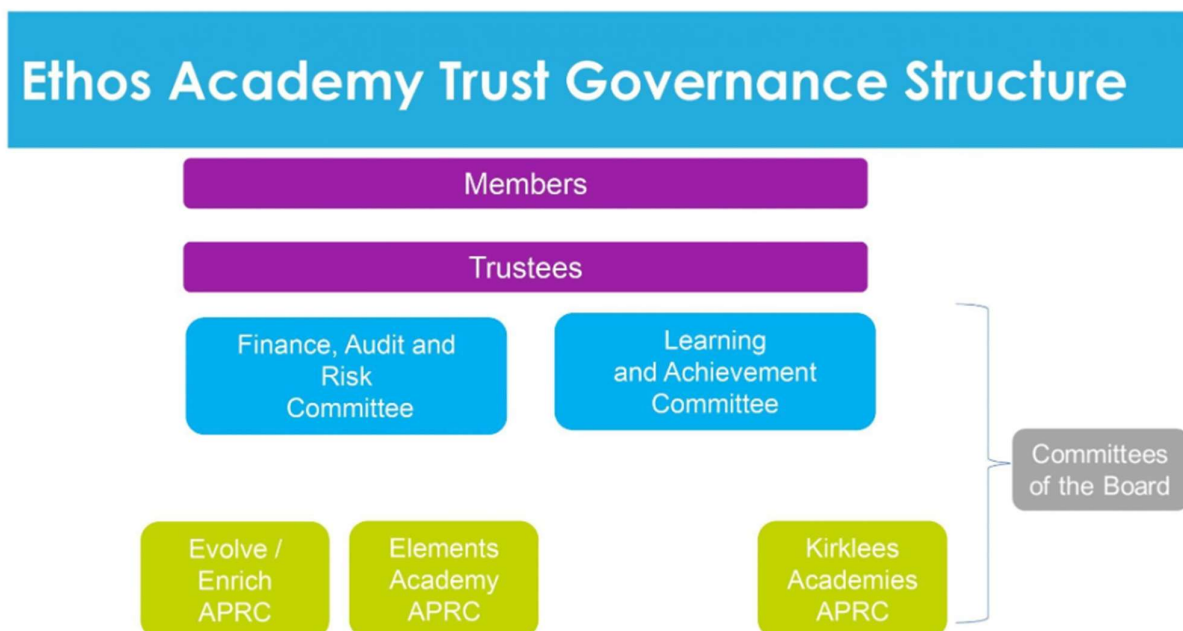 Ethos Academy Trust Governance Structure
Members
Trustees
Finance, Audit and
Risk
Committee
Learning
and Achievement
Committee
Committees
of the Board
Evolve /
Enrich
APRC
Elements
Academy
APRC
Kirklees
Academies
APRC